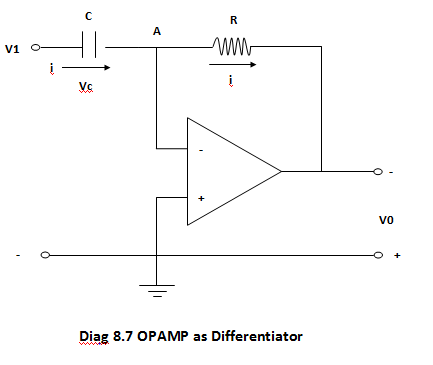 C
R
A
V1
i
Vc
i
-
+
-
V0
-
+
Diag 8.7 OPAMP as Differentiator